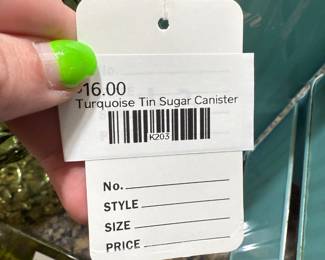 $16.00
Turquoise Tin Sugar Canister
K203
No.
STYLE
SIZE
PRICE